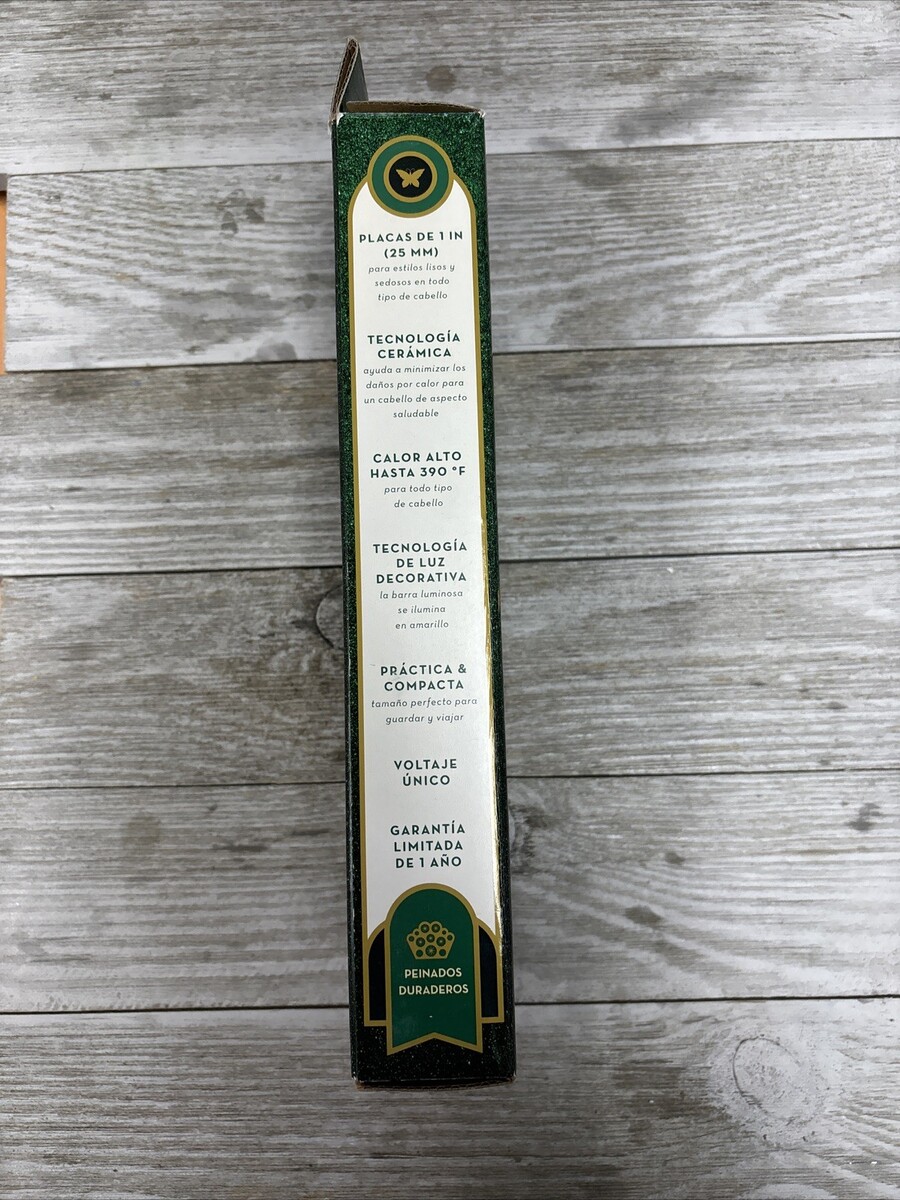 PLACAS DE 1 IN
(25 MM)
para estilos lisos y
sedosos en todo
tipo de cabello
TECNOLOGÍA
CERÁMICA
ayuda a minimizar los
daños por calor para
un cabello de aspecto
saludable
CALOR ALTO
HASTA 390 °F
para todo tipo
de cabello
TECNOLOGÍA
DE LUZ
DECORATIVA
la barra luminosa
se ilumina
en amarillo
PRÁCTICA &
COMPACTA
tamaño perfecto para
guardar y viajar
VOLTAJE
ÚNICO
GARANTÍA
LIMITADA
DE 1 AÑO
PEINADOS
DURADEROS